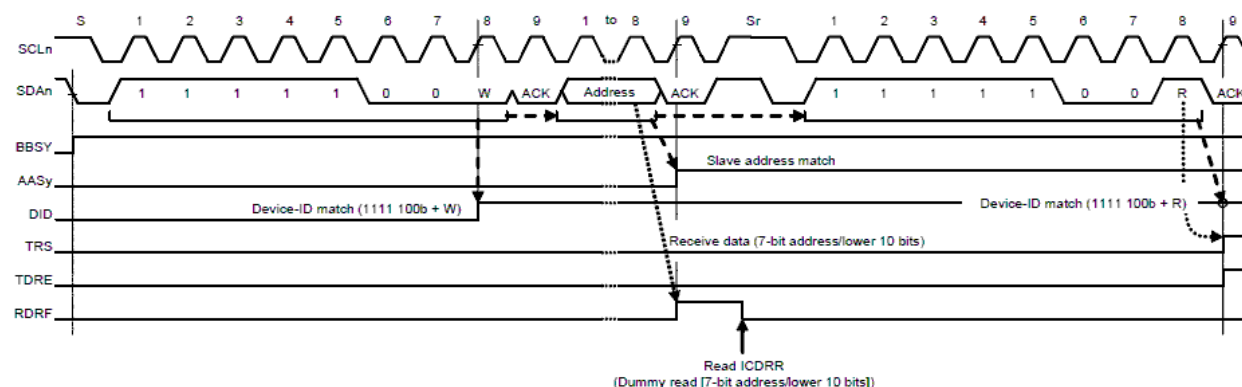 S 1 2 3 4 5 6 7 8 9 1 to 8 9 Sr 1 2 3 4 5 6 7 8 9
SCLn
SDAn 1 1 1 1 1 0 0 W ACK Address ACK 1 1 1 1 1 0 0 R ACK
BBSY
Slave address match
AASy
Device-ID match (1111 100b + W) Device-ID match (1111 100b + R)
DID
Receive data (7-bit address/lower 10 bits)
TRS
TDRE
RDRF
Read ICDRR
(Dummy read [7-bit address/lower 10 bits])